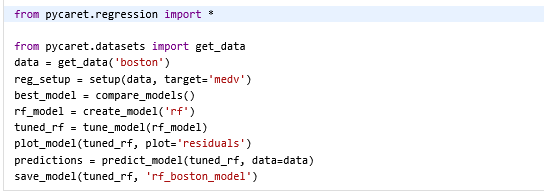 from pycaret.regression import *
from pycaret.datasets import get_data
data = get_data('boston')
reg_setup = setup(data, target='medv')
best_model = compare_models()
rf_model = create_model('rf')
tuned_rf = tune_model(rf_model)
plot_model(tuned_rf, plot='residuals')
predictions = predict_model(tuned_rf, data=data)
save_model(tuned_rf, 'rf_boston_model')